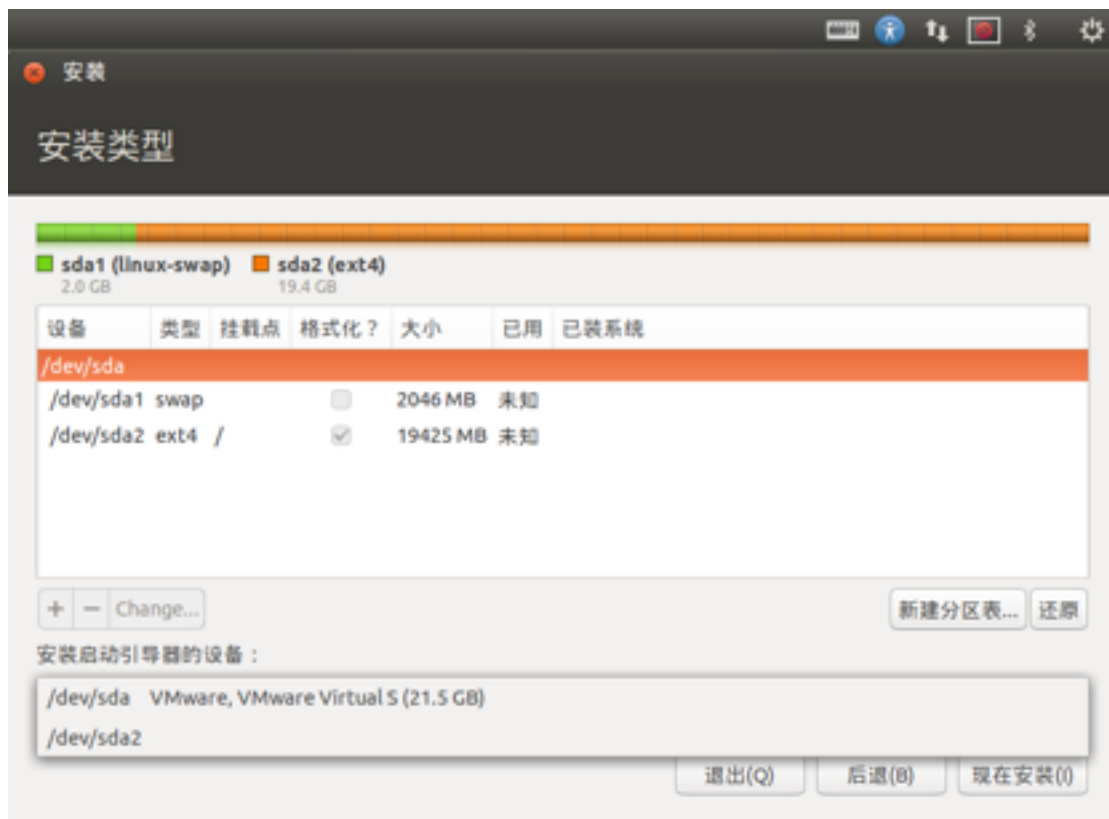 安装
安装类型
sda1 (linux-swap) sda2 (ext4)
2.0 GB 19.4 GB
设备 类型 挂载点 格式化？ 大小 已用 已装系统
/dev/sda
/dev/sda1 swap 2046 MB 未知
/dev/sda2 ext4 / 19425 MB 未知
+ − Change... 新建分区表... 还原
安装启动引导器的设备：
/dev/sda VMware, VMware Virtual S (21.5 GB)
/dev/sda2
退出(Q) 后退(B) 现在安装(I)